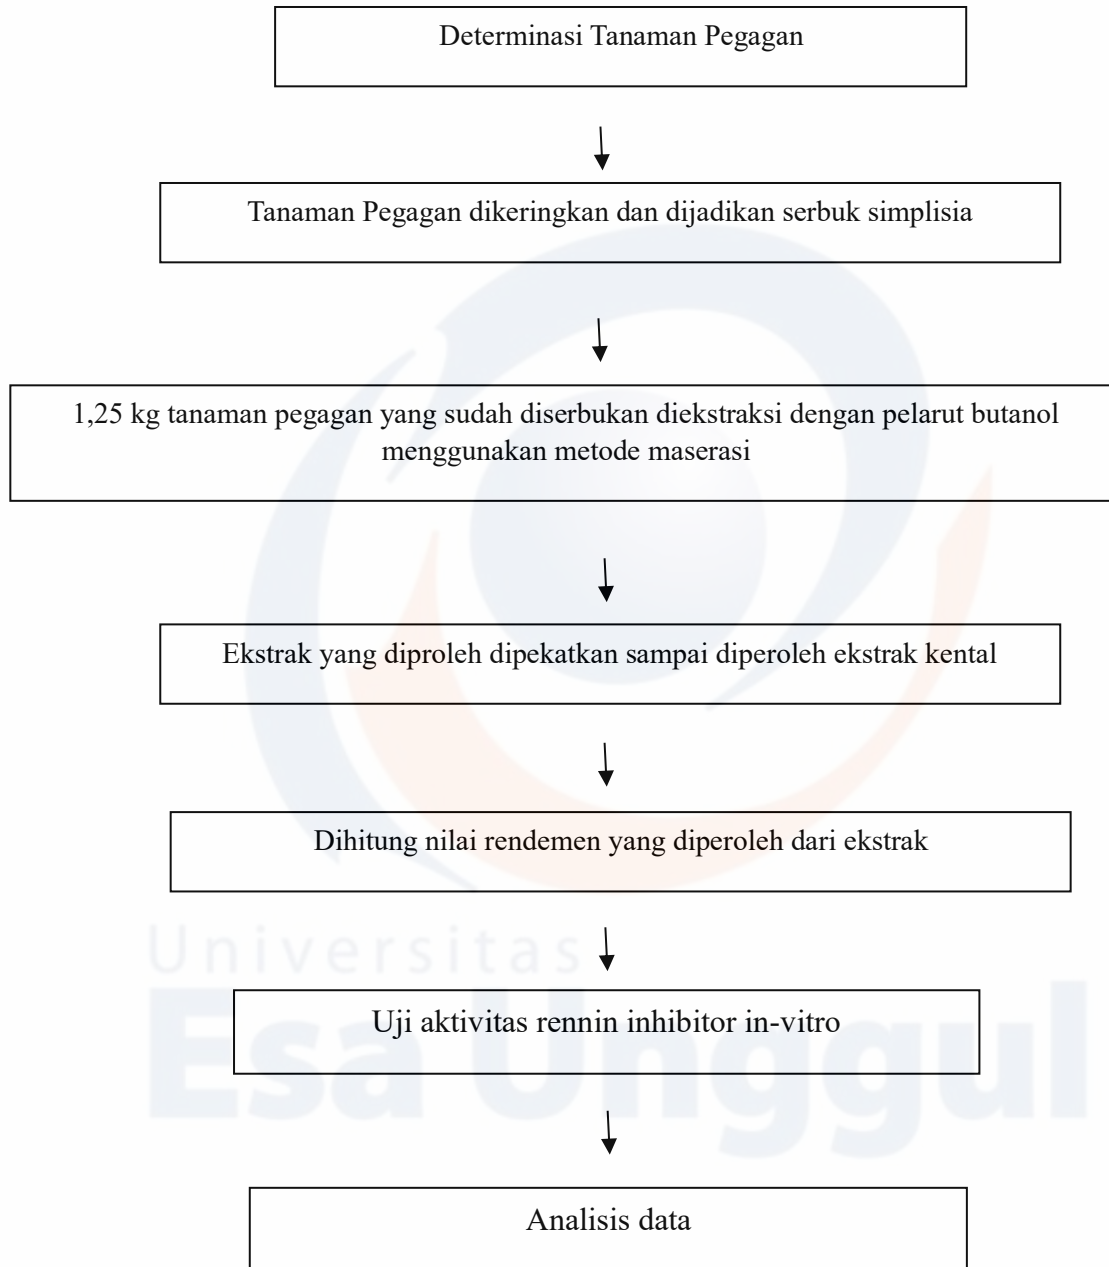 Determinasi Tanaman Pegagan
Tanaman Pegagan dikeringkan dan dijadikan serbuk simplisia
1,25 kg tanaman pegagan yang sudah diserbukan diekstraksi dengan pelarut butanol
menggunakan metode maserasi
Ekstrak yang diproleh dipekatkan sampai diperoleh ekstrak kental
Dihitung nilai rendemen yang diperoleh dari ekstrak
Universitas
Esa Unggul
Uji aktivitas rennin inhibitor in-vitro
Analisis data